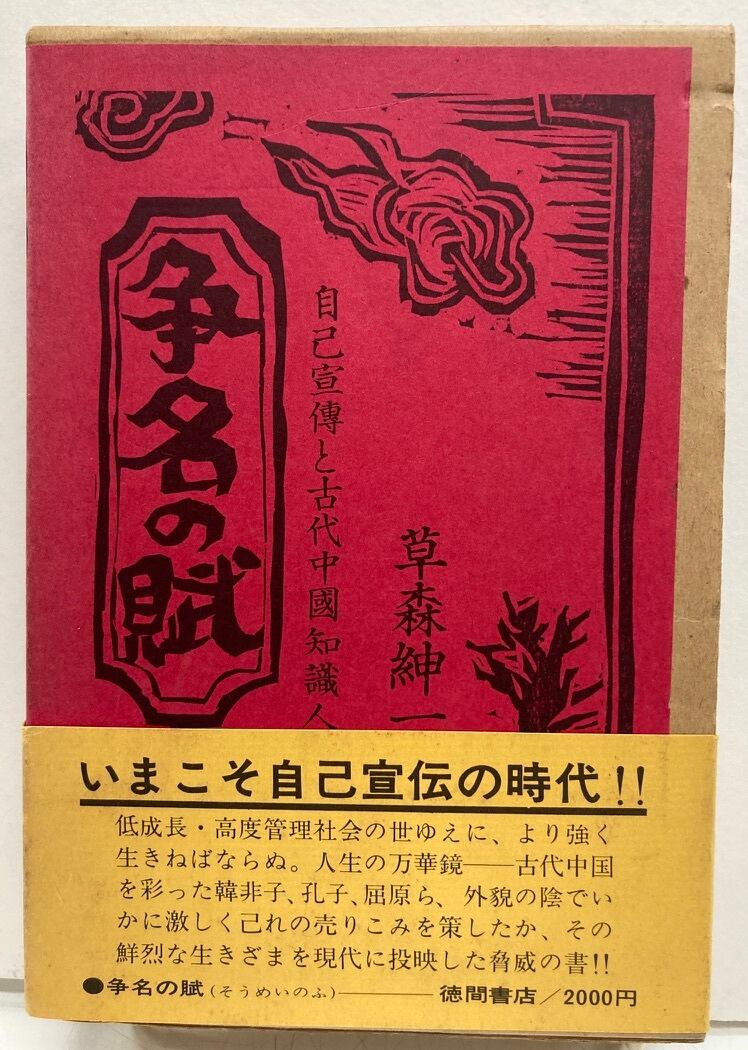 争名の賦
自己宣傳と古代中國知識人
草森紳一
いまこそ自己宣伝の時代!!
低成長・高度管理社会の世ゆえに、より強く
生きねばならぬ。人生の万華鏡――古代中国
を彩った韓非子、孔子、屈原ら、外貌の陰でい
かに激しく己れの売りこみを策したか、その
鮮烈な生きざまを現代に投映した脅威の書!!
●争名の賦(そうめいのふ)――――徳間書店/2000円